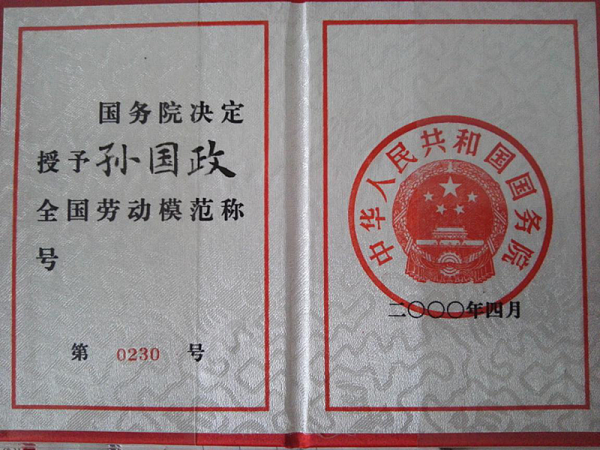 国务院决定
授予孙国政
全国劳动模范称
号
第 0230 号
中华人民共和国国务院
二〇〇〇年四月